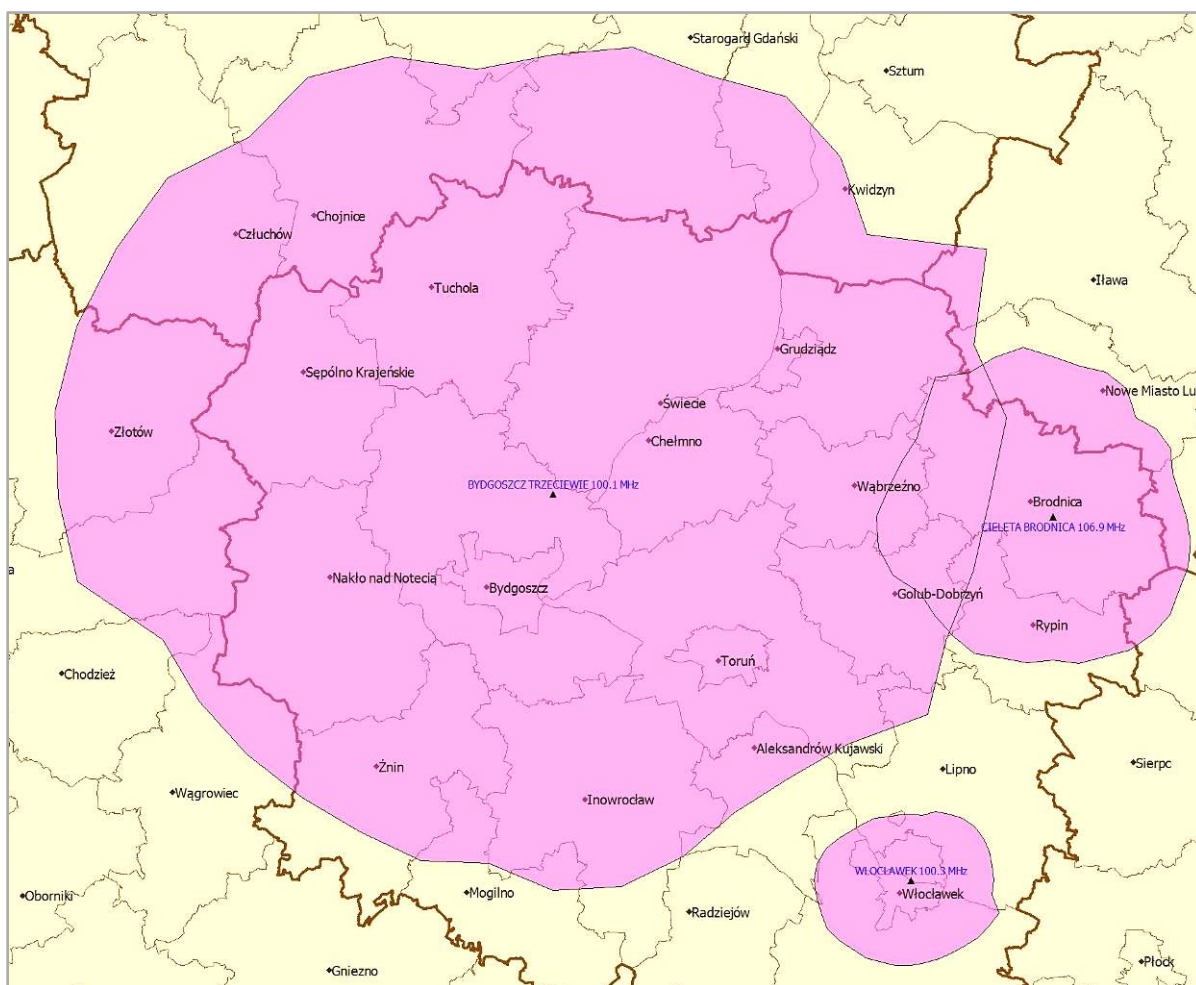 Starogard Gdański
Sztum
Kwidzyn
Chojnice
Człuchów
Iława
Tuchola
Grudziądz
Sępólno Krajeńskie
Nowe Miasto Lu
Świecie
Złotów
Chełmno
BYDGOSZCZ TRZECIEWIE 100.1 MHz
Wąbrzeźno
Brodnica
CIELETA BRODNICA 106.9 MHz
a
Nakło nad Notecią
Bydgoszcz
Golub-Dobrzyń
Rypin
Toruń
Chodzież
Aleksandrów Kujawski
Sierpc
Żnin
Lipno
Wągrowiec
Inowrocław
WŁOCŁAWEK 100.3 MHz
Mogilno
Włocławek
Oborniki
Radziejów
Gniezno
Płock